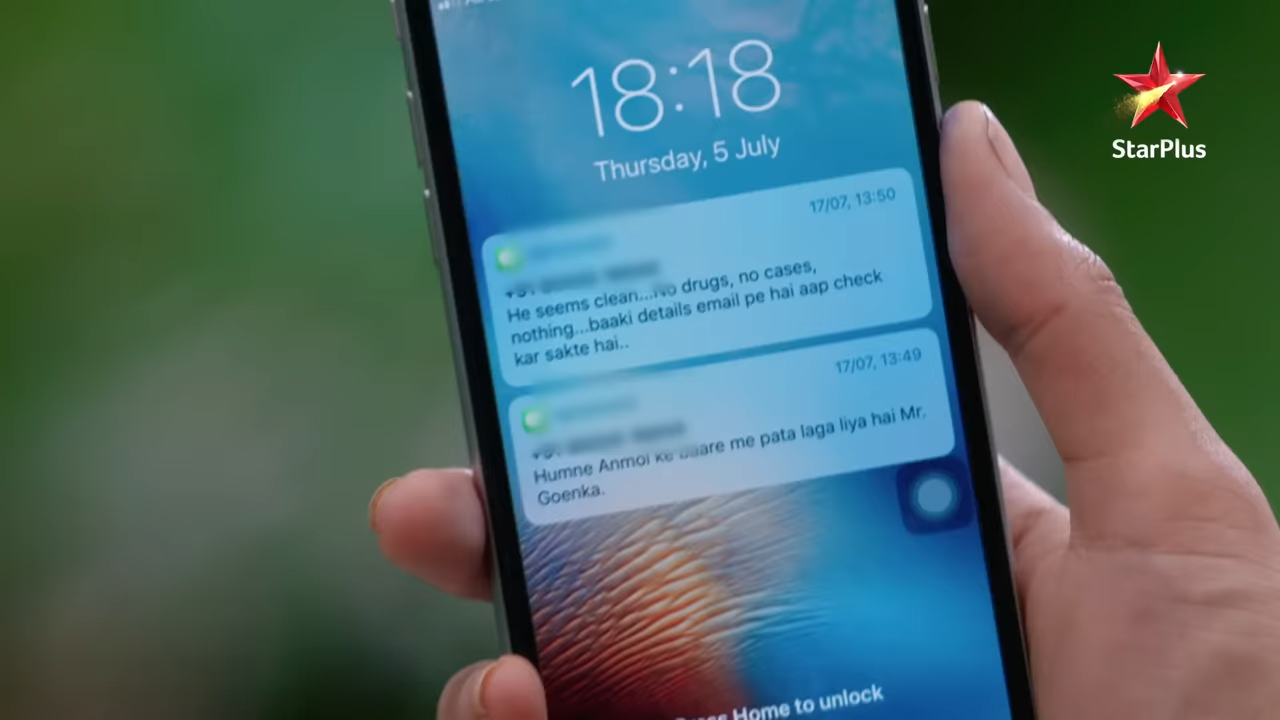 18:18
StarPlus
Thursday, 5 July
17/07, 13:50
He seems clean...No drugs, no cases,
nothing...baaki details email pe hai aap check
kar sakte hai..
17/07, 13:49
Humne Anmol ke baare me pata laga liya hai Mr.
Goenka.
Press Home to unlock